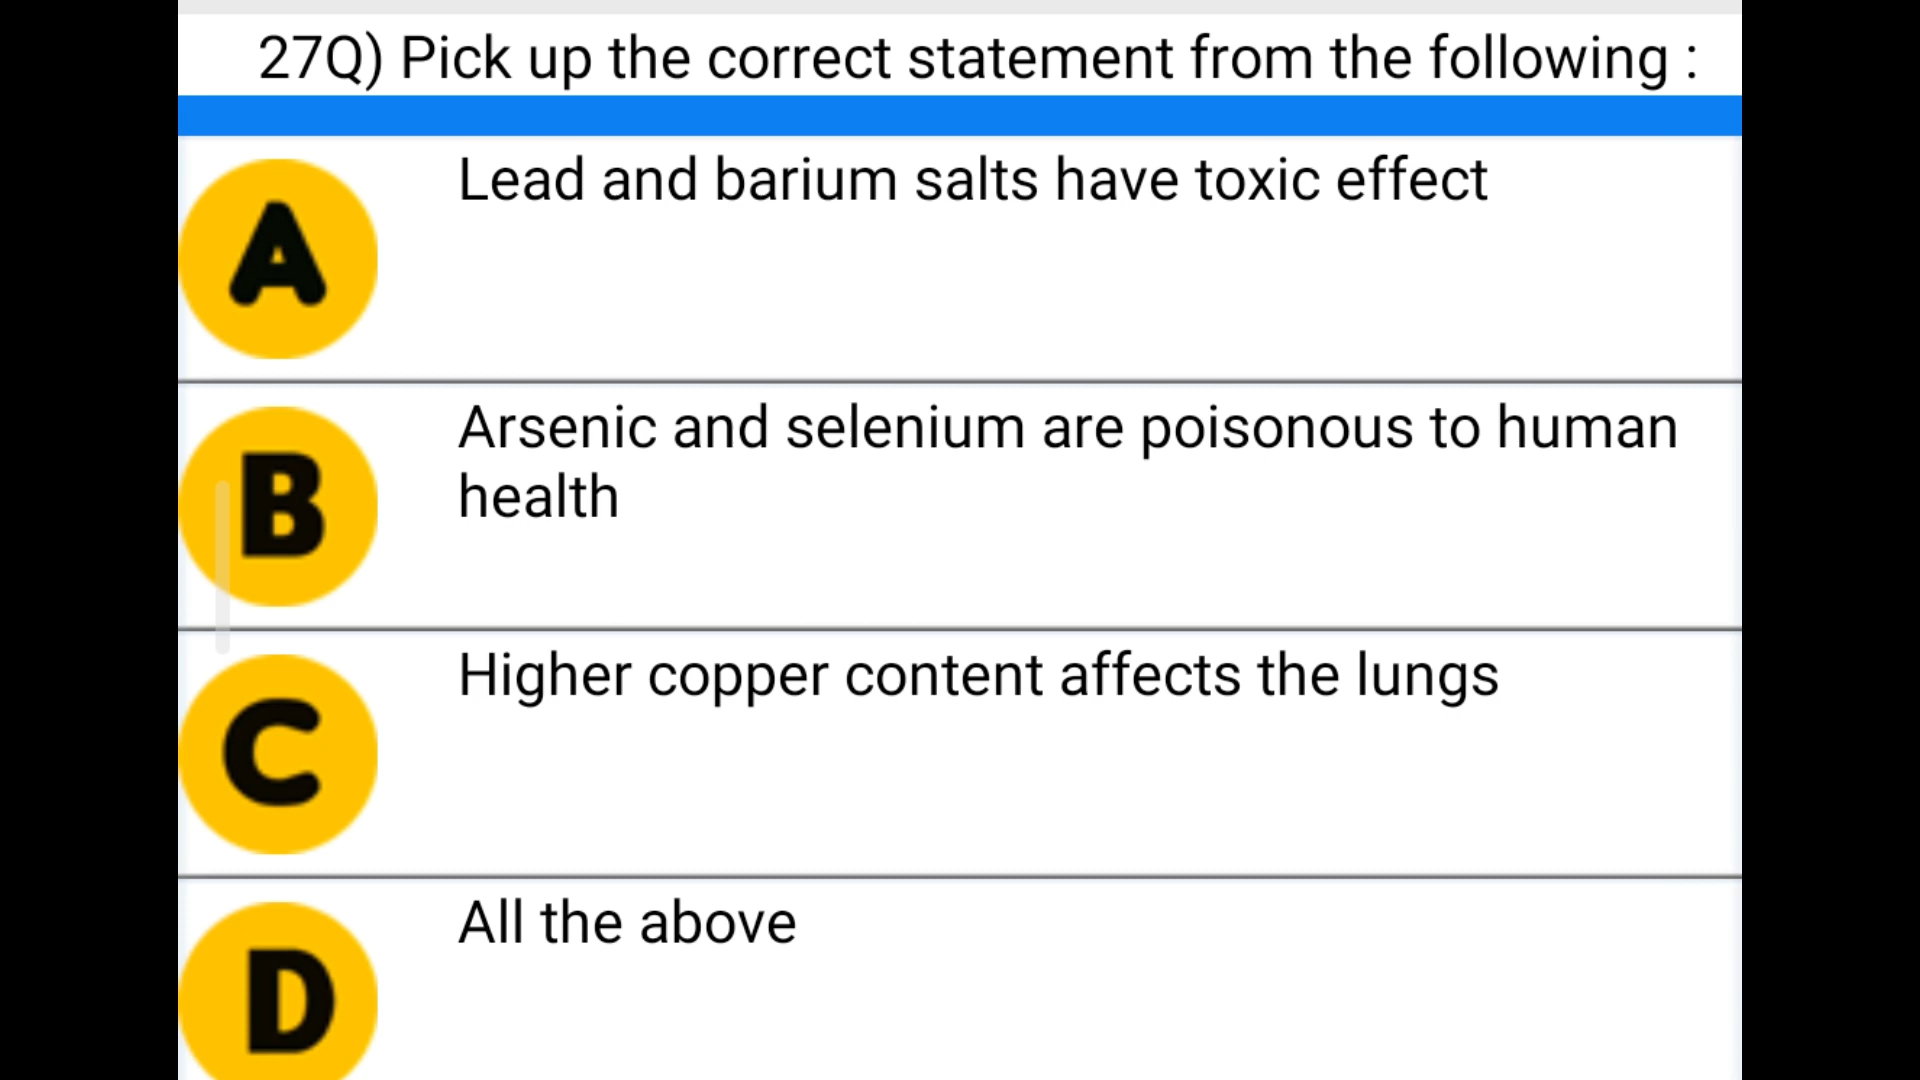 27Q) Pick up the correct statement from the following :
A
Lead and barium salts have toxic effect
B
Arsenic and selenium are poisonous to human
health
C
Higher copper content affects the lungs
D
All the above